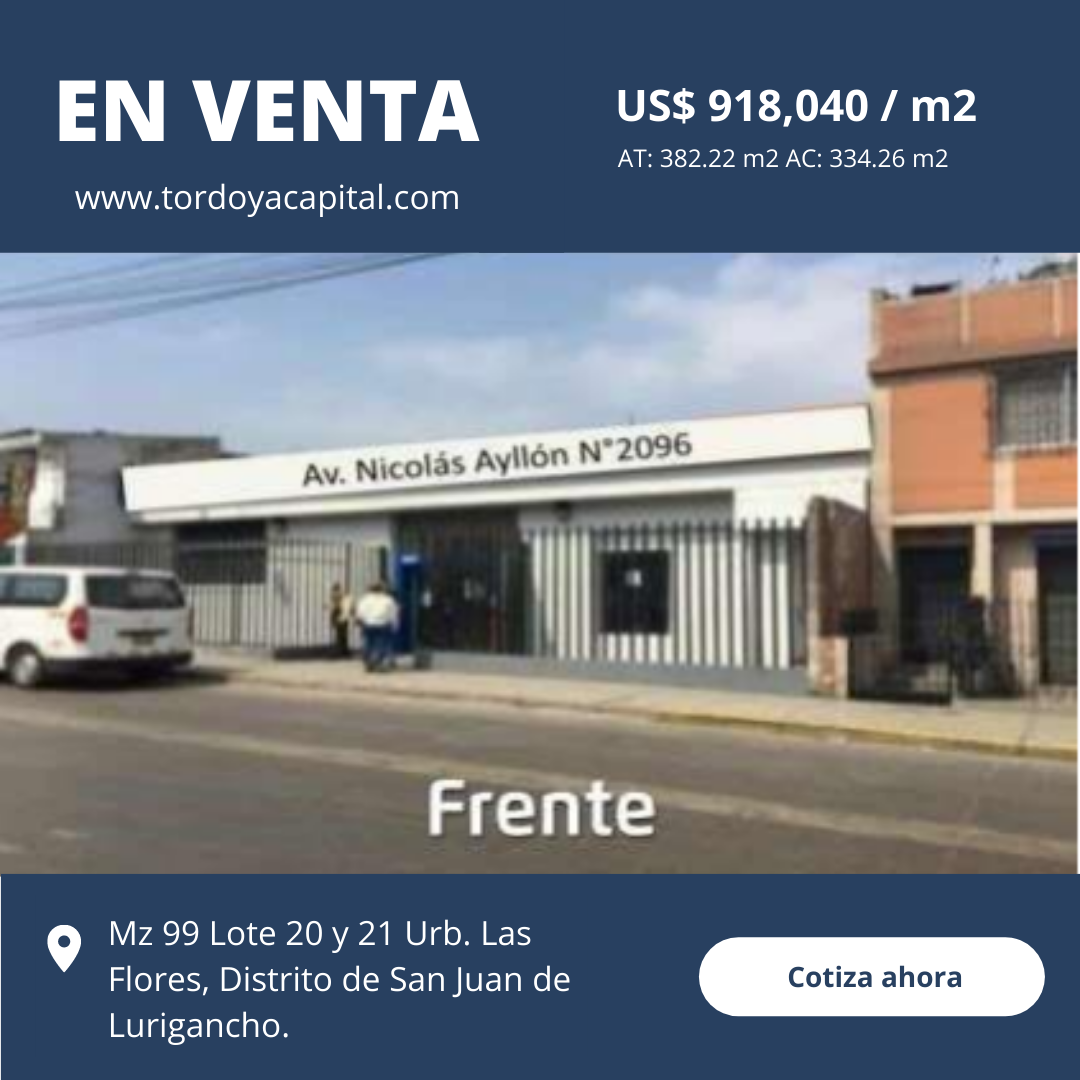 EN VENTA
www.tordoyacapital.com
US$ 918,040 / m2
AT: 382.22 m2 AC: 334.26 m2
Av. Nicolás Ayllón N°2096
Frente
Mz 99 Lote 20 y 21 Urb. Las
Flores, Distrito de San Juan de
Lurigancho.
Cotiza ahora